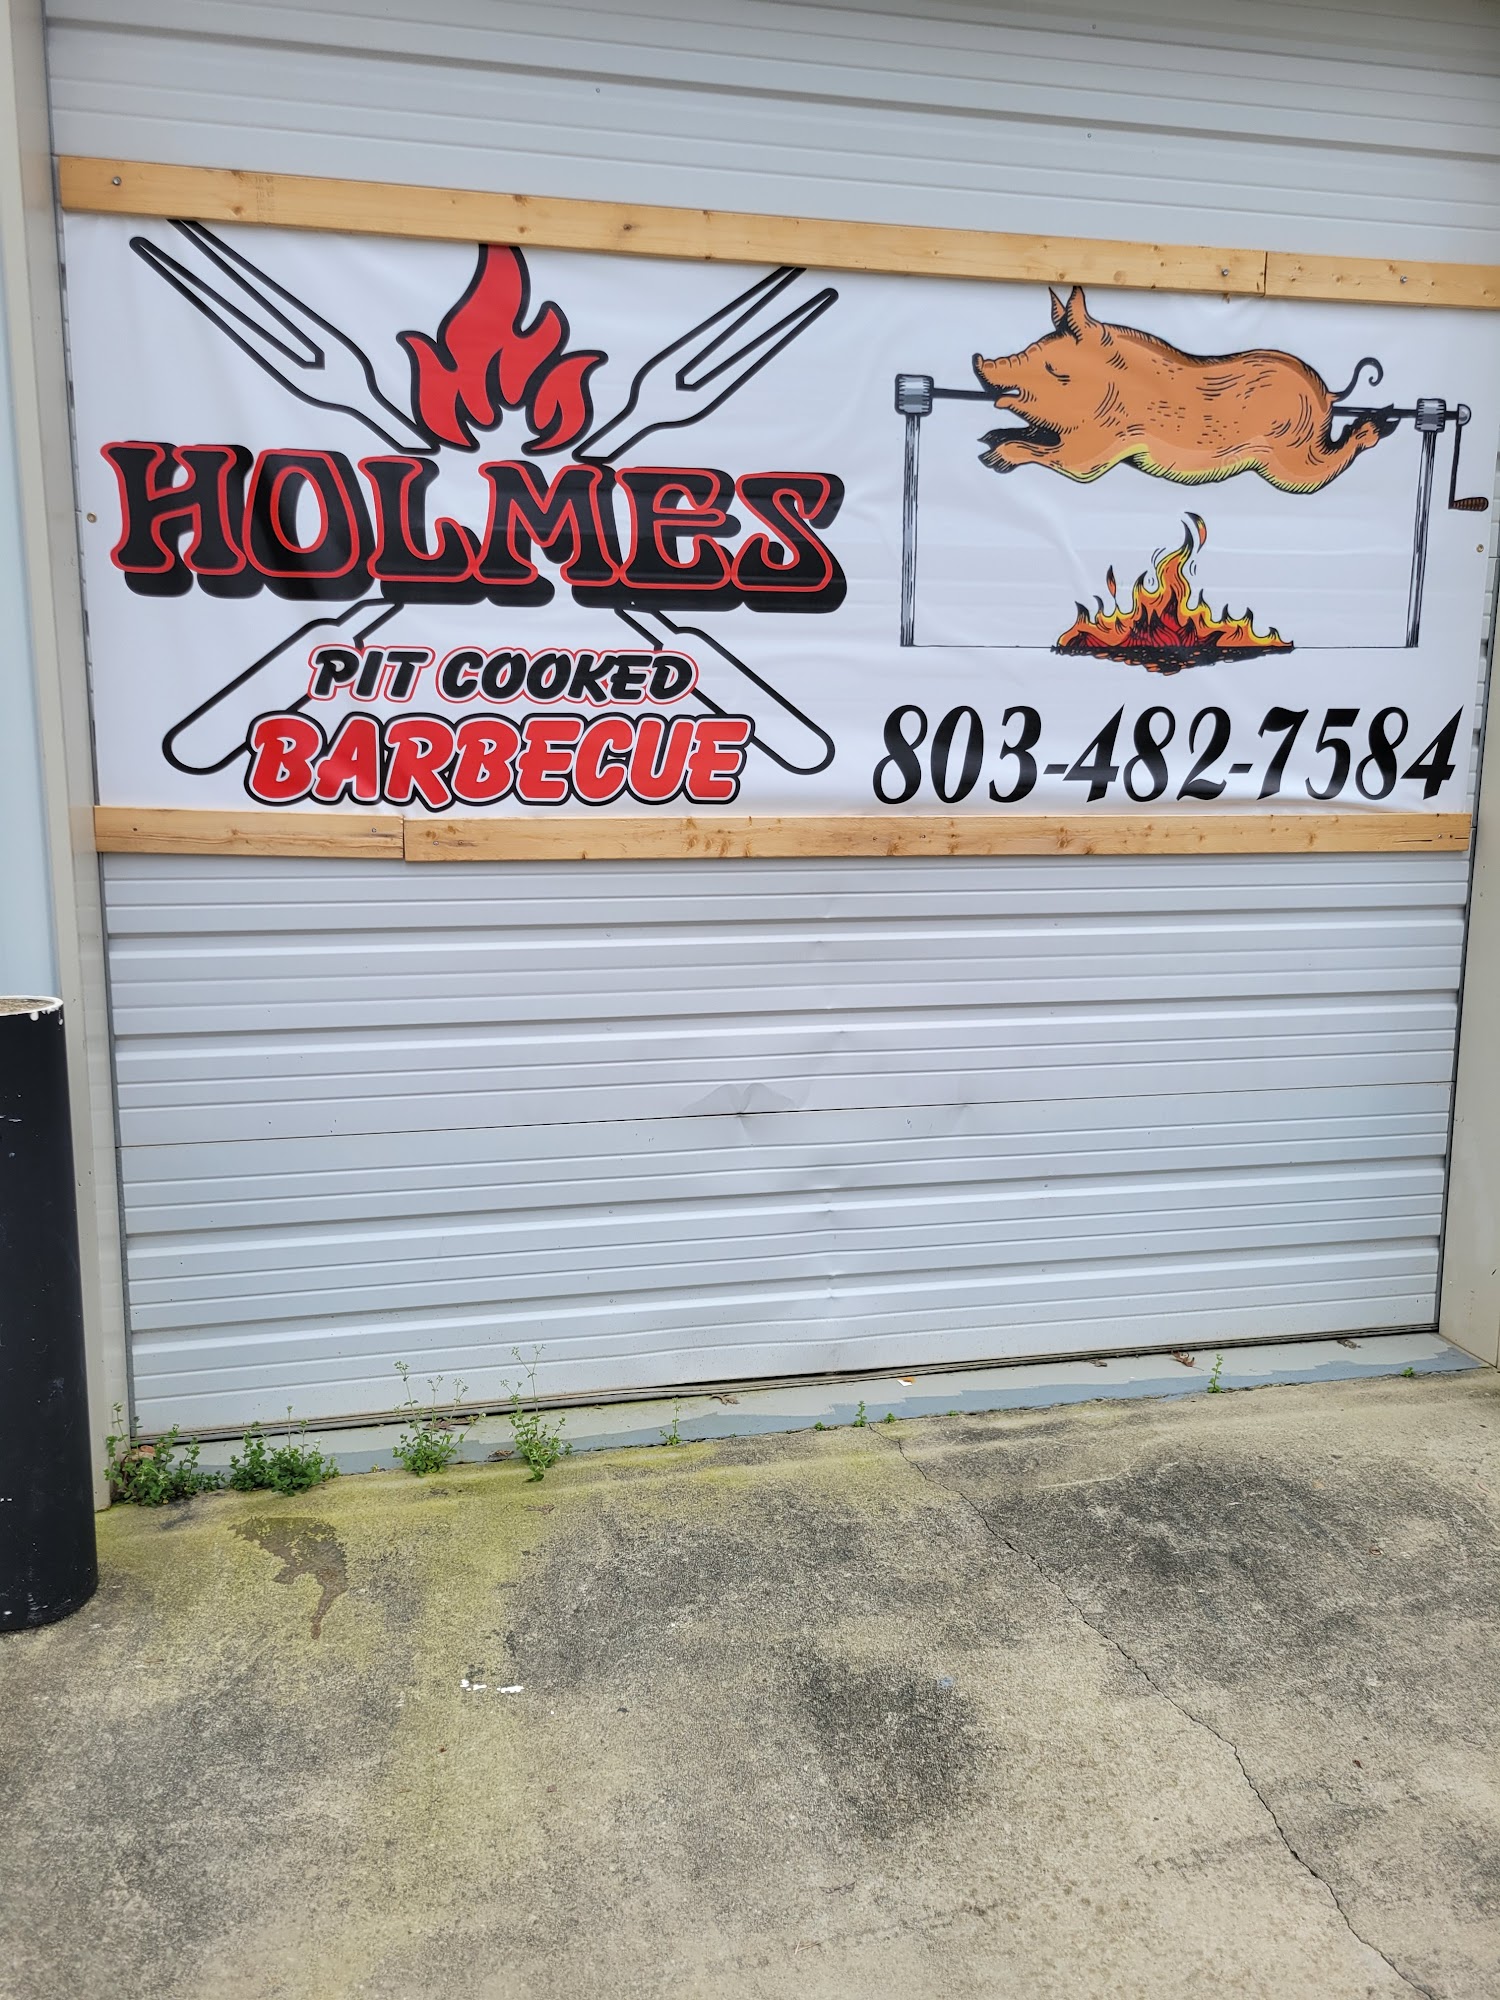 HOLMES
PIT COOKED
BARBECUE
803-482-7584